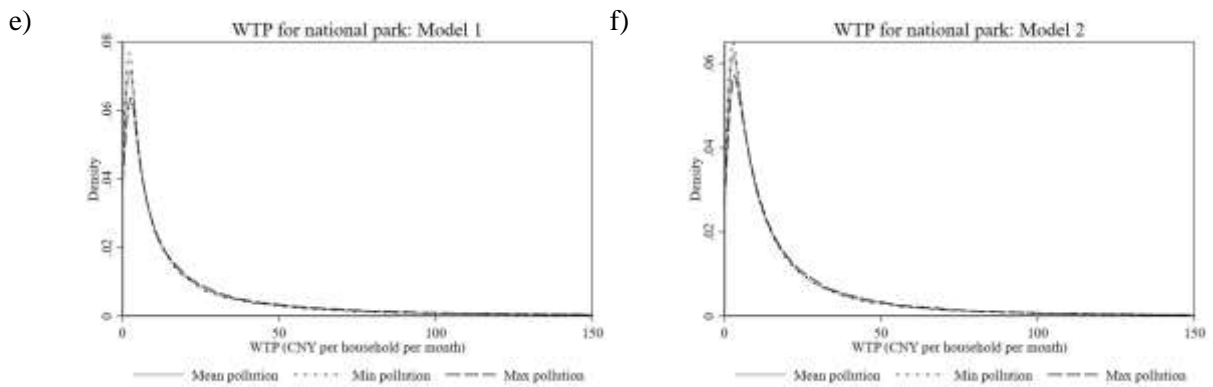 e)
WTP for national park: Model 1
Density
.08
.06
.04
.02
0
0 50 100 150
WTP (CNY per household per month)
Mean pollution Min pollution Max pollution
f)
WTP for national park: Model 2
Density
.06
.04
.02
0
0 50 100 150
WTP (CNY per household per month)
Mean pollution Min pollution Max pollution